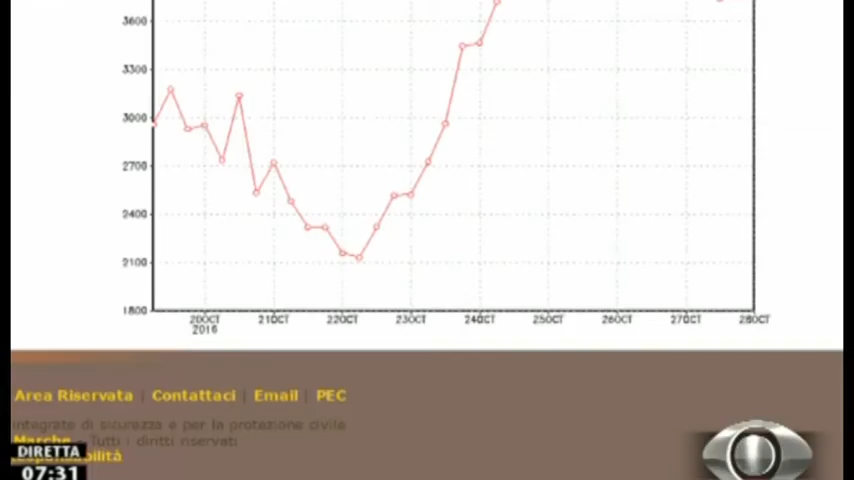 3600
3300
3000
2700
2400
2100
1800
20OCT 21OCT 22OCT 23OCT 24OCT 25OCT 26OCT 27OCT 28OCT
2016
Area Riservata | Contattaci | Email | PEC
integrate di sicurezza e per la protezione civile
Marche - Tutti i diritti riservati
DIRETTA
07:31